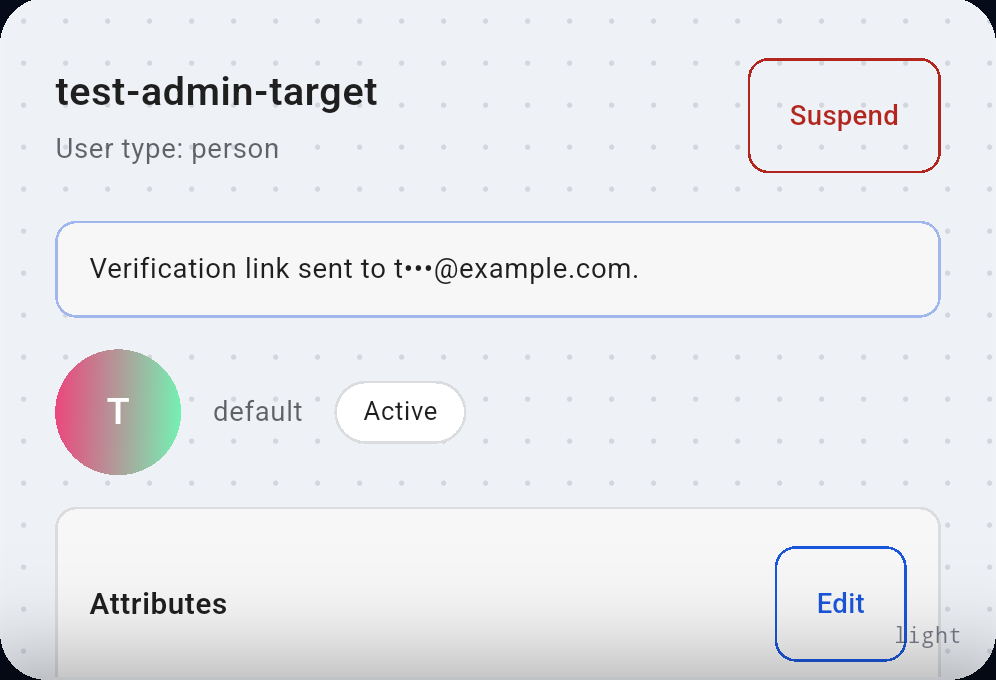 test-admin-target
Suspend
User type: person
Verification link sent to t•••@example.com.
T
default
Active
Attributes
Edit
light